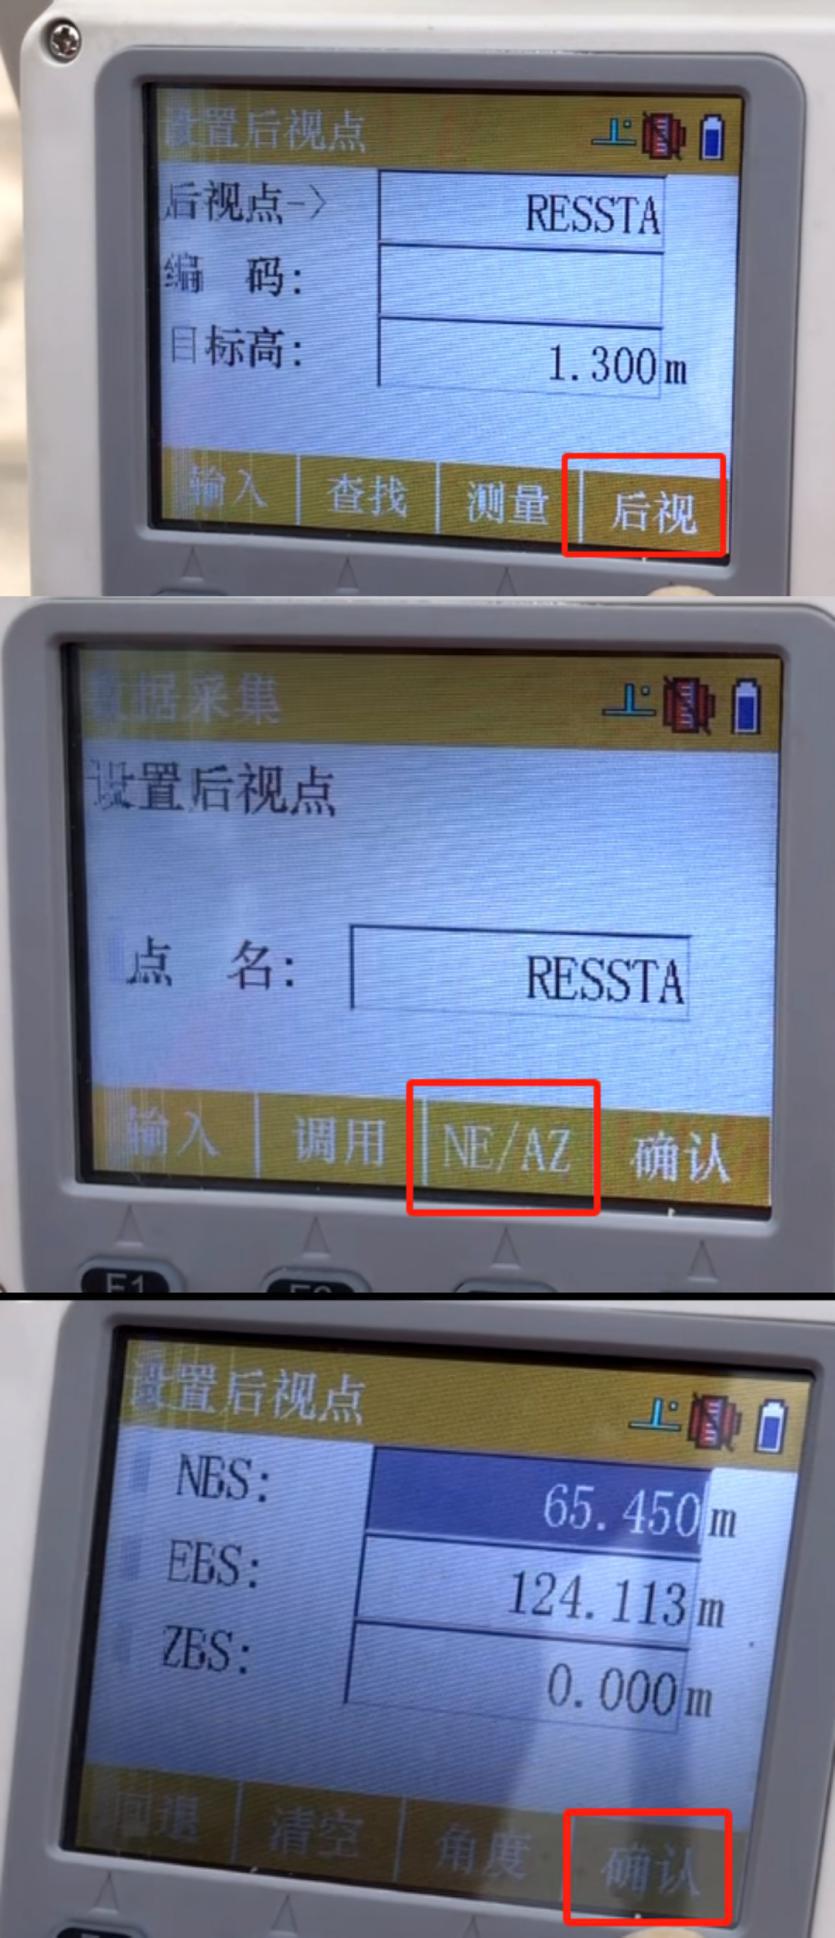 设置后视点
后视点->
RESSTA
编 码:
目标高:
1.300m
输入 查找 测量 后视
数据采集
设置后视点
点 名:
RESSTA
输入 调用 NE/AZ 确认
F1
设置后视点
NBS:
65.450m
EBS:
124.113m
ZBS:
0.000m
回退 清空 角度 确认